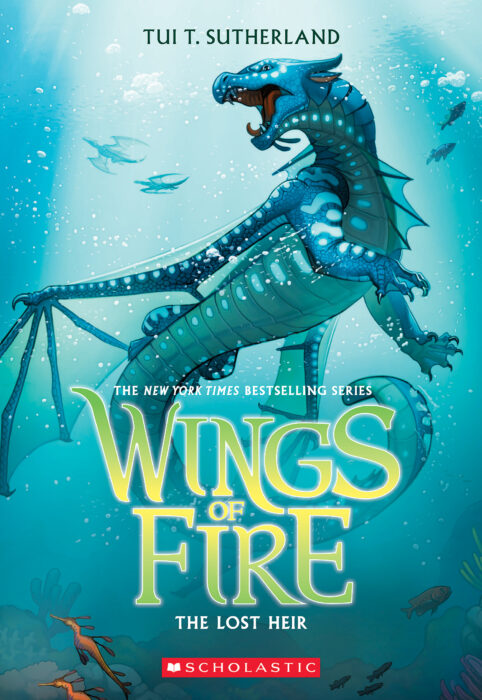 TUI T. SUTHERLAND
THE NEW YORK TIMES BESTSELLING SERIES
WINGS
OF
FIRE
THE LOST HEIR
SCHOLASTIC